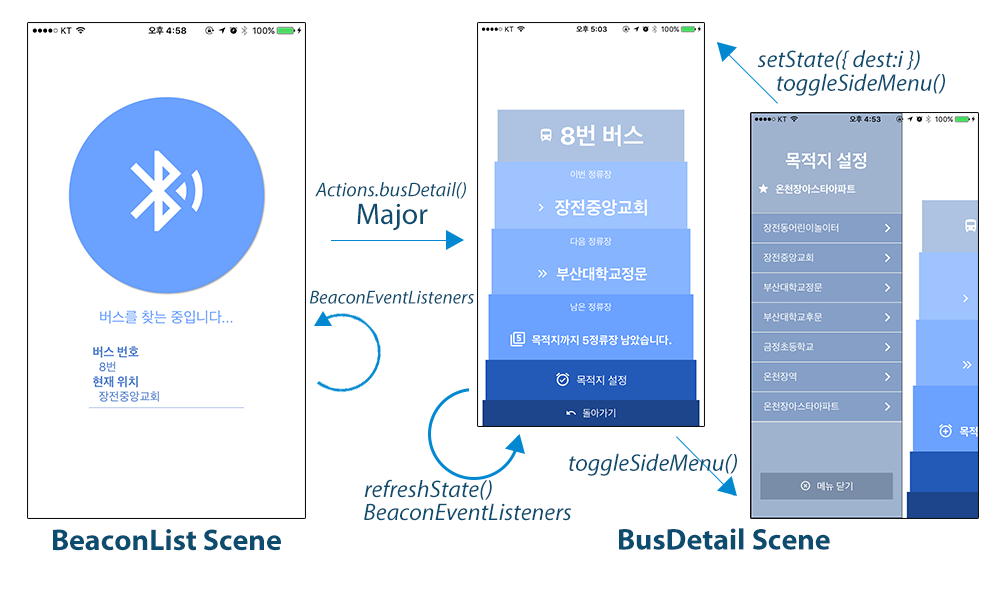 KT
오후 4:58
100%
버스를 찾는 중입니다...
버스 번호
8번
현재 위치
장전중앙교회
BeaconList Scene
Actions.busDetail()
Major
BeaconEventListeners
refreshState()
BeaconEventListeners
KT
오후 5:03
100%
8번 버스
이번 정류장
장전중앙교회
다음 정류장
부산대학교정문
남은 정류장
5
목적지까지 5정류장 남았습니다.
목적지 설정
돌아가기
toggleSideMenu()
setState({ dest:i })
toggleSideMenu()
KT
오후 4:53
100%
목적지 설정
온천장아스타아파트
장전동어린이놀이터
장전중앙교회
부산대학교정문
부산대학교후문
금정초등학교
온천장역
온천장아스타아파트
메뉴 닫기
목적
BusDetail Scene